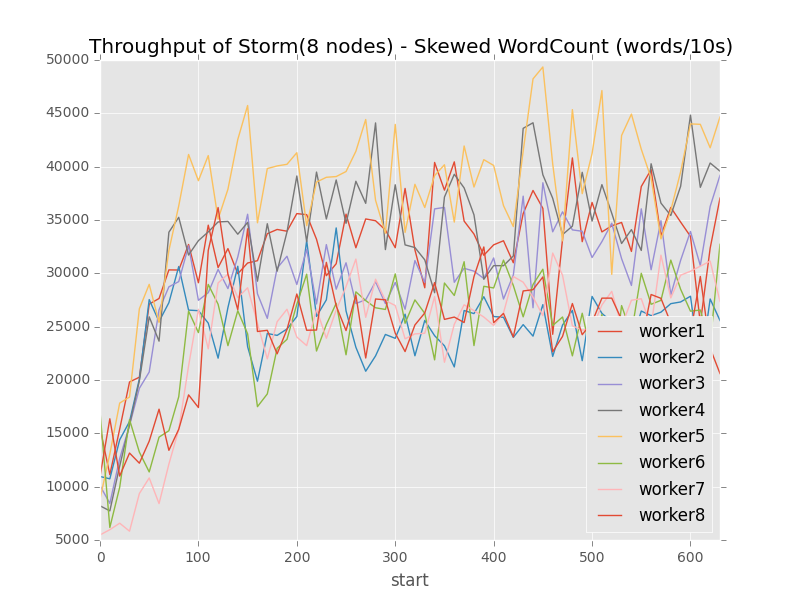 Throughput of Storm(8 nodes) - Skewed WordCount (words/10s)
50000
45000
40000
35000
30000
25000
20000
15000
10000
5000
0 100 200 300 400 500 600
start
worker1
worker2
worker3
worker4
worker5
worker6
worker7
worker8